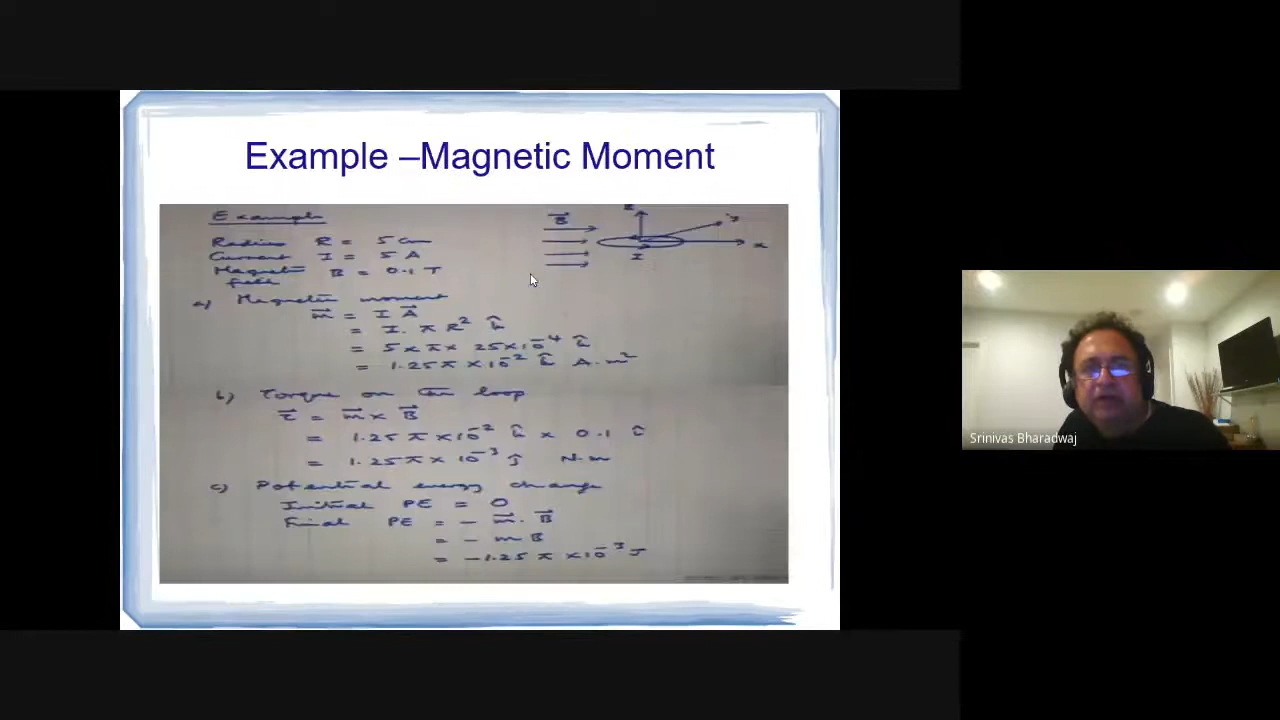 Example –Magnetic Moment
Example
Radius R = 5 cm
Current I = 5 A
Magnetic field B = 0.1 T
B⃗
z
y
x
I
a) Magnetic moment
m⃗ = I A⃗
= I . π R² k̂
= 5 x π x 25 x 10⁻⁴ k̂
= 1.25 π x 10⁻² k̂ A.m²
b) Torque on the loop
τ⃗ = m⃗ x B⃗
= 1.25 π x 10⁻² k̂ x 0.1 î
= 1.25 π x 10⁻³ ĵ N.m
c) Potential energy change
Initial PE = 0
Final PE = - m⃗ . B⃗
= - m B
= -1.25 π x 10⁻³ J
Srinivas Bharadwaj